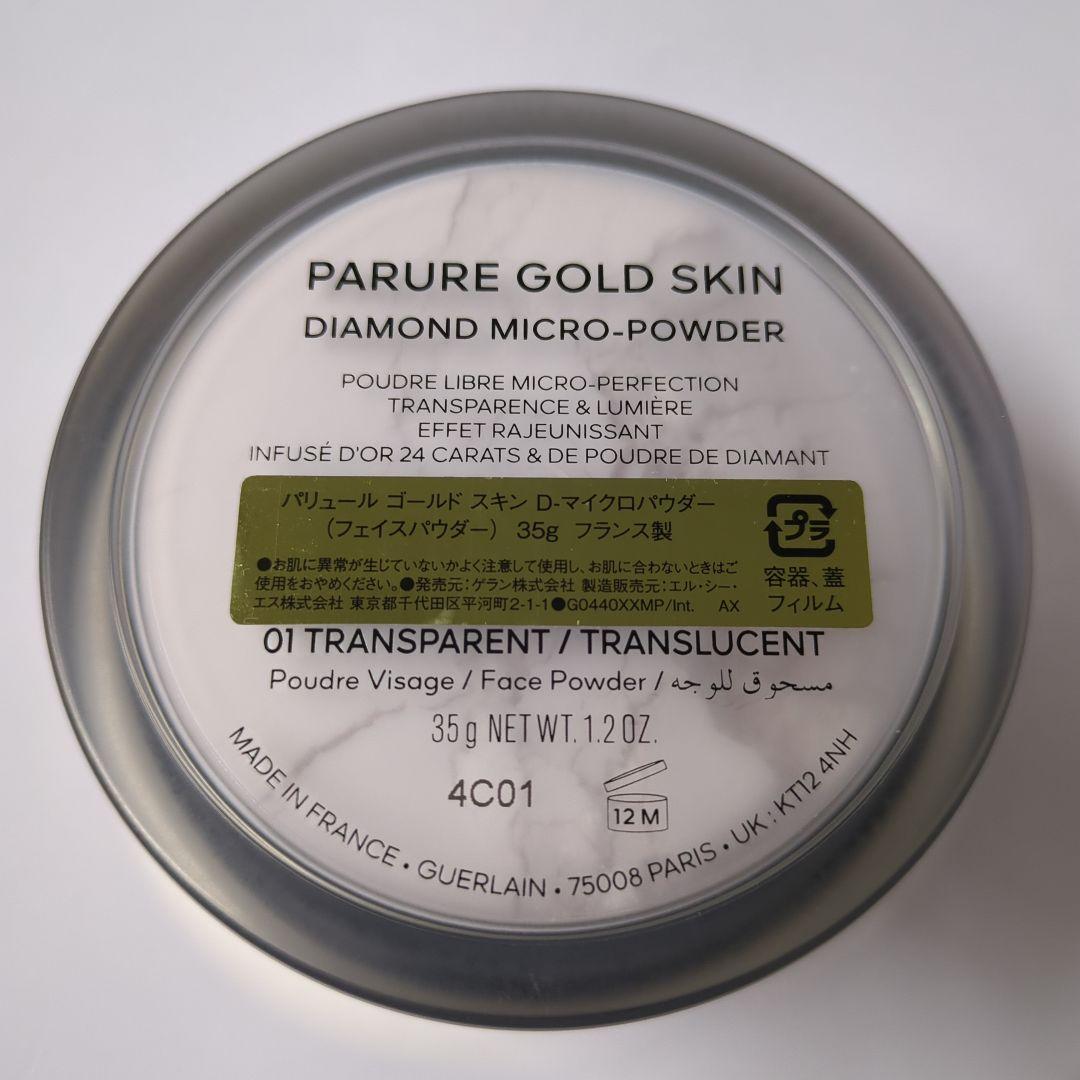 PARURE GOLD SKIN
DIAMOND MICRO-POWDER
POUDRE LIBRE MICRO-PERFECTION
TRANSPARENCE & LUMIÈRE
EFFET RAJEUNISSANT
INFUSÉ D'OR 24 CARATS & DE POUDRE DE DIAMANT
パリュール ゴールド スキン D-マイクロパウダー
（フェイスパウダー） 35g フランス製
●お肌に異常が生じていないかよく注意して使用し、お肌に合わないときはご
使用をおやめください。●発売元：ゲラン株式会社 製造販売元：エル・シー・
エス株式会社 東京都千代田区平河町2-1-1●G0440XXMP/Int. AX
プラ
容器、蓋
フィルム
01 TRANSPARENT / TRANSLUCENT
Poudre Visage / Face Powder / مسحوق للوجه
35 g NET WT. 1.2 OZ.
4C01
12 M
MADE IN FRANCE • GUERLAIN • 75008 PARIS • UK : KT12 4NH